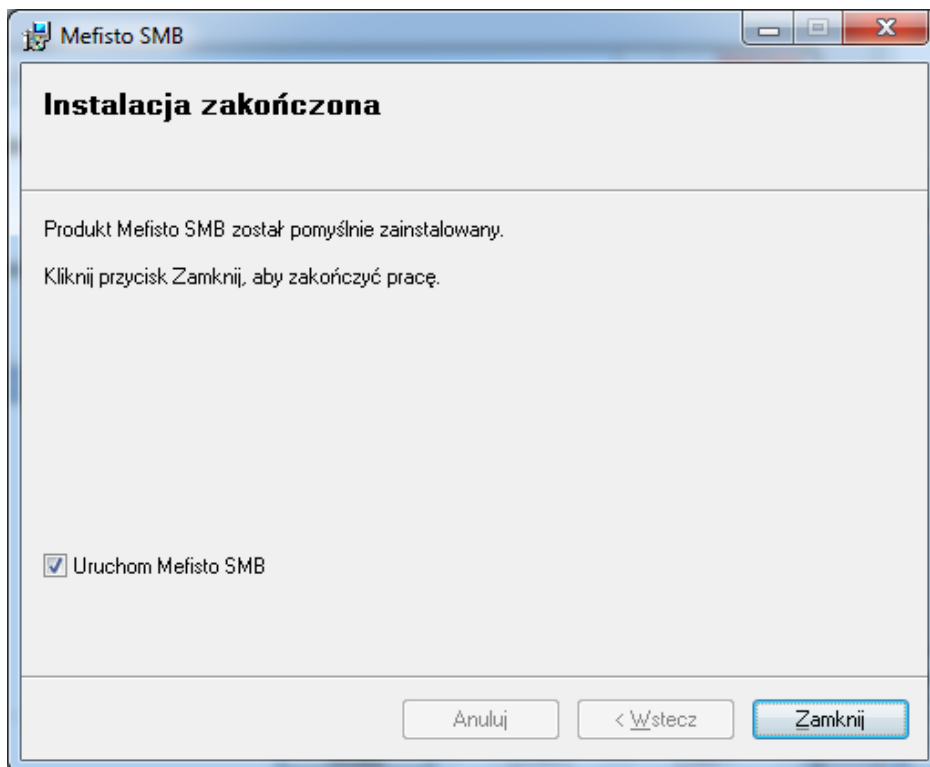 Mefisto SMB
Instalacja zakończona
Produkt Mefisto SMB został pomyślnie zainstalowany.
Kliknij przycisk Zamknij, aby zakończyć pracę.
Uruchom Mefisto SMB
Anuluj
< Wstecz
Zamknij